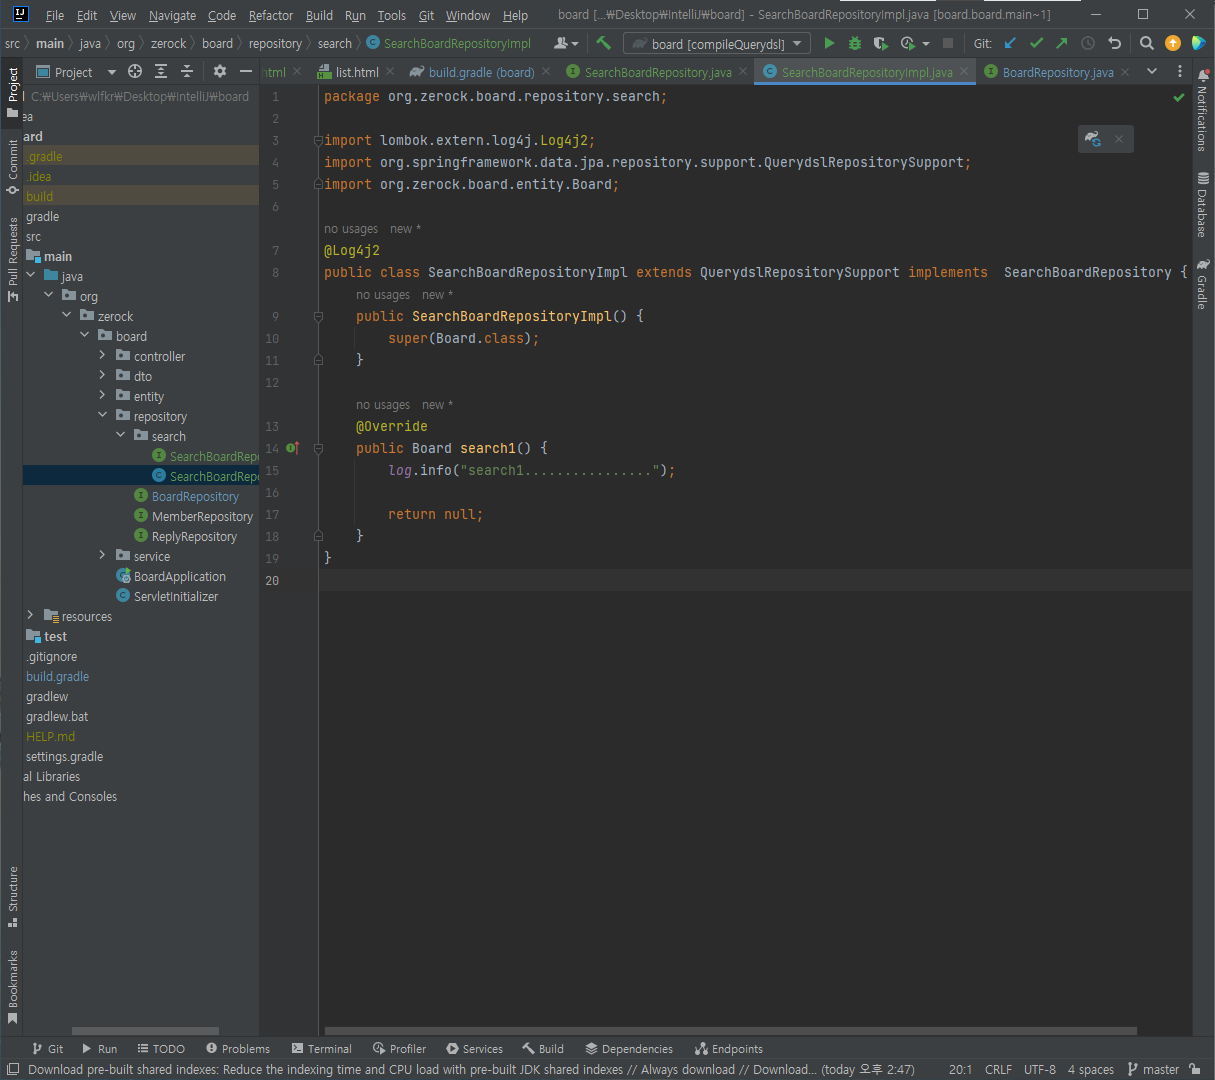 File Edit View Navigate Code Refactor Build Run Tools Git Window Help board [...₩Desktop₩IntelliJ₩board] - SearchBoardRepositoryImpl.java [board.board.main~1]
src main java org zerock board repository search SearchBoardRepositoryImpl board [compileQuerydsl] Git:
Project
html list.html build.gradle (board) SearchBoardRepository.java SearchBoardRepositoryImpl.java BoardRepository.java
Project
Commit
Pull Requests
Structure
Bookmarks
C:₩Users₩wlfkr₩Desktop₩IntelliJ₩board
ea
ard
.gradle
.idea
build
gradle
src
main
java
org
zerock
board
controller
dto
entity
repository
search
SearchBoardRepo
SearchBoardRepo
BoardRepository
MemberRepository
ReplyRepository
service
BoardApplication
ServletInitializer
resources
test
.gitignore
build.gradle
gradlew
gradlew.bat
HELP.md
settings.gradle
al Libraries
hes and Consoles
1 package org.zerock.board.repository.search;
2
3 import lombok.extern.log4j.Log4j2;
4 import org.springframework.data.jpa.repository.support.QuerydslRepositorySupport;
5 import org.zerock.board.entity.Board;
6
no usages new *
7 @Log4j2
8 public class SearchBoardRepositoryImpl extends QuerydslRepositorySupport implements  SearchBoardRepository {
no usages new *
9 public SearchBoardRepositoryImpl() {
10 super(Board.class);
11 }
12
no usages new *
13 @Override
14 public Board search1() {
15 log.info("search1................");
16
17 return null;
18 }
19 }
20
Notifications
Database
Gradle
Git Run TODO Problems Terminal Profiler Services Build Dependencies Endpoints
Download pre-built shared indexes: Reduce the indexing time and CPU load with pre-built JDK shared indexes // Always download // Download... (today 오후 2:47) 20:1 CRLF UTF-8 4 spaces master